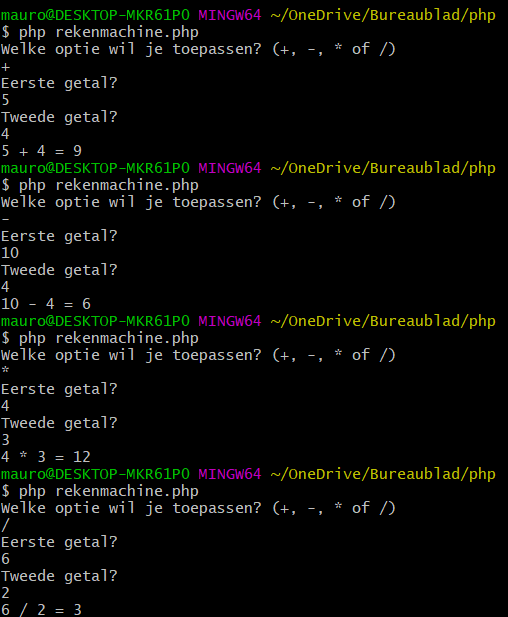 mauro@DESKTOP-MKR61P0 MINGW64 ~/OneDrive/Bureaublad/php
$ php rekenmachine.php
Welke optie wil je toepassen? (+, -, * of /)
+
Eerste getal?
5
Tweede getal?
4
5 + 4 = 9
mauro@DESKTOP-MKR61P0 MINGW64 ~/OneDrive/Bureaublad/php
$ php rekenmachine.php
Welke optie wil je toepassen? (+, -, * of /)
-
Eerste getal?
10
Tweede getal?
4
10 - 4 = 6
mauro@DESKTOP-MKR61P0 MINGW64 ~/OneDrive/Bureaublad/php
$ php rekenmachine.php
Welke optie wil je toepassen? (+, -, * of /)
*
Eerste getal?
4
Tweede getal?
3
4 * 3 = 12
mauro@DESKTOP-MKR61P0 MINGW64 ~/OneDrive/Bureaublad/php
$ php rekenmachine.php
Welke optie wil je toepassen? (+, -, * of /)
/
Eerste getal?
6
Tweede getal?
2
6 / 2 = 3